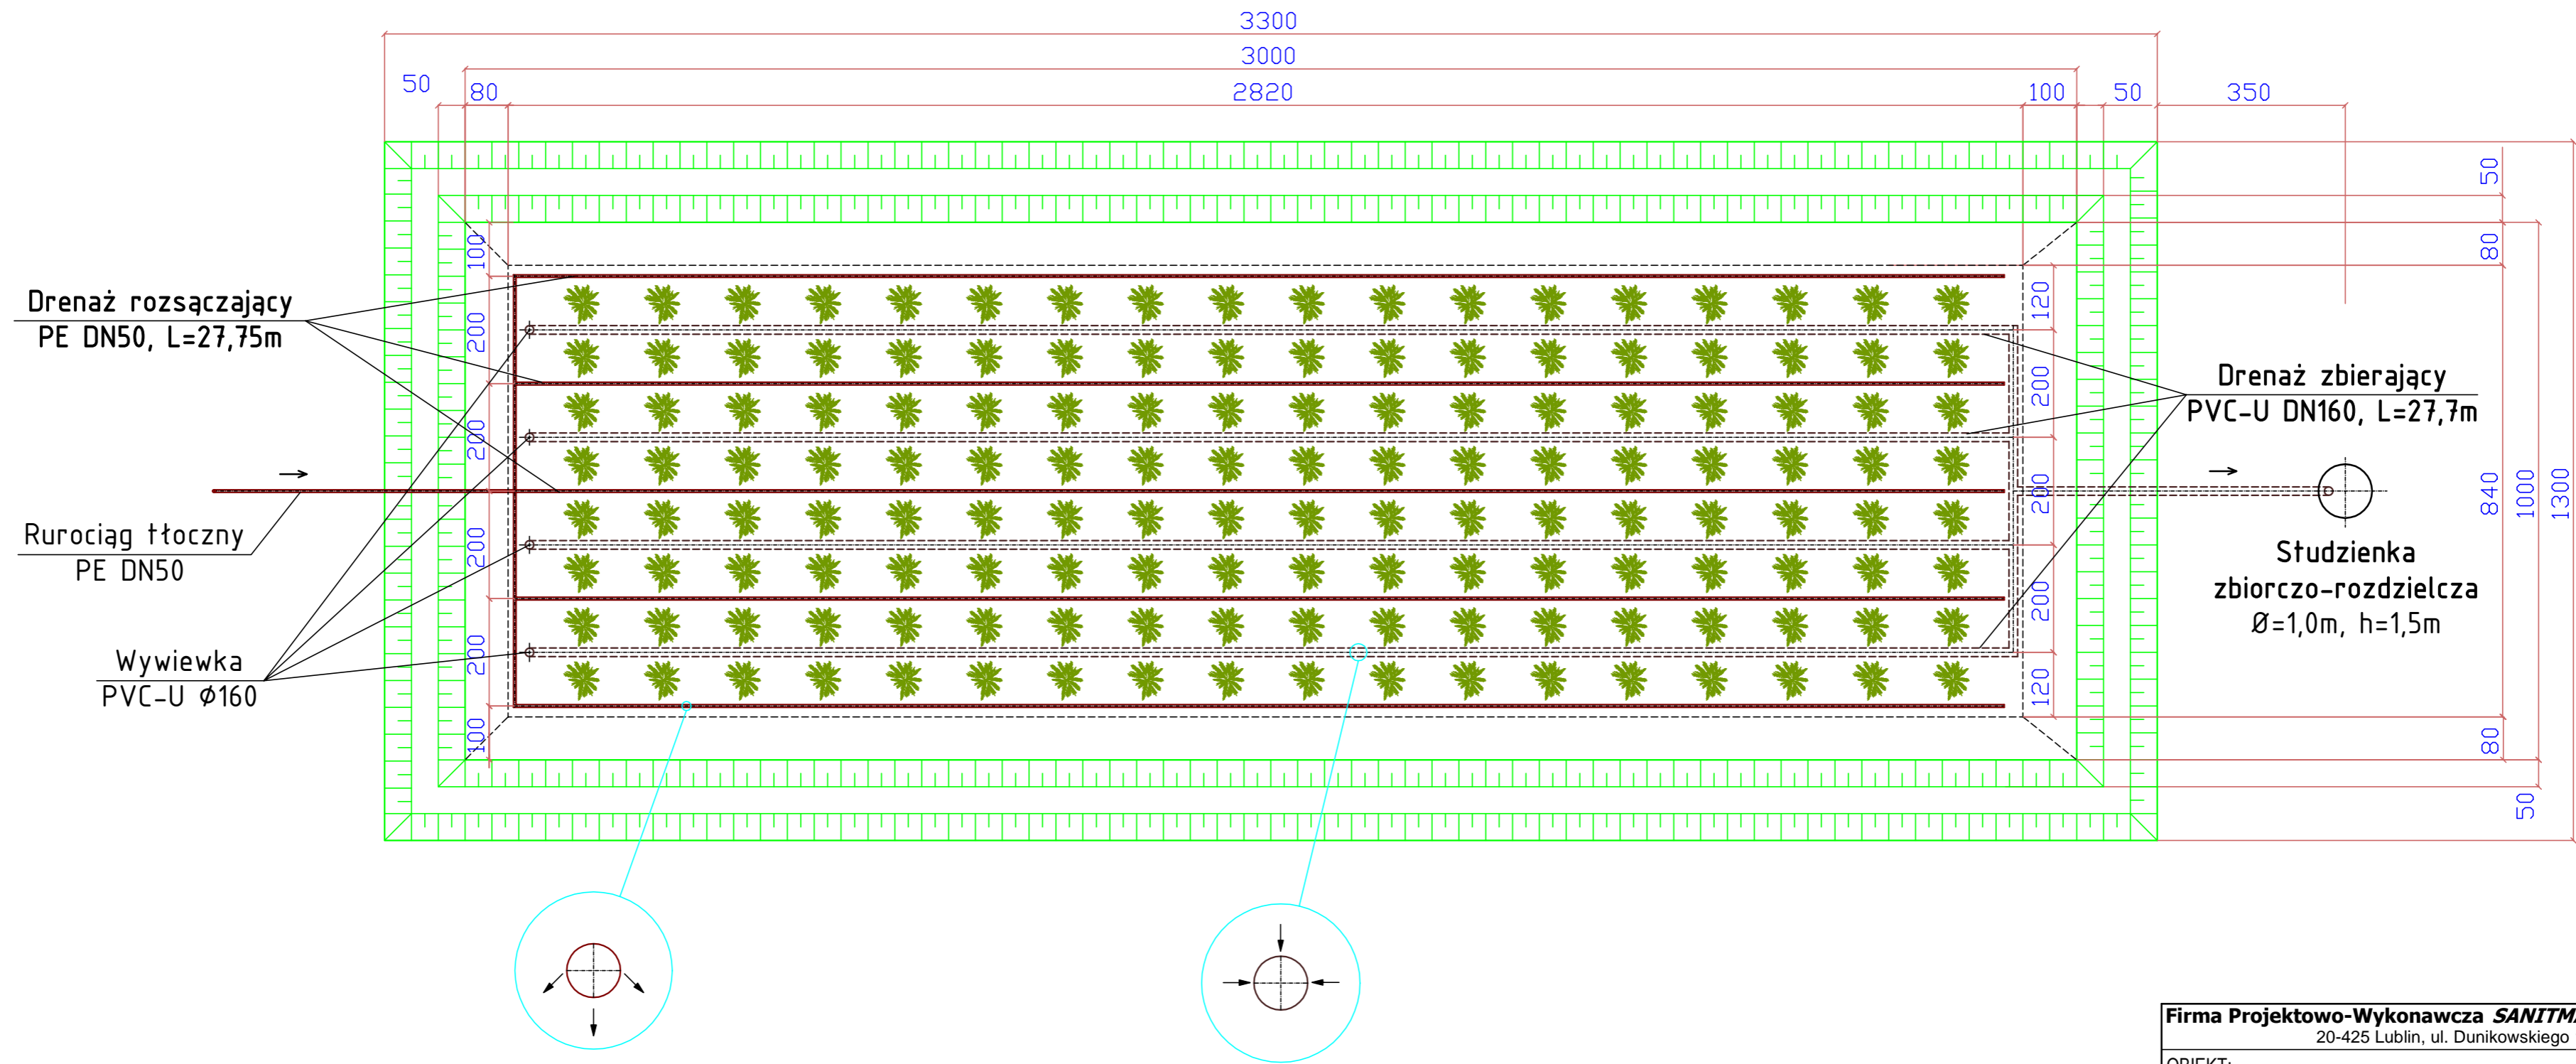 3300
3000
50
80
2820
100
50
350
50
80
120
200
200
200
120
840
1000
1300
80
50
100
200
200
200
200
100
Drenaż rozsączający
PE DN50, L=27,75m
Rurociąg tłoczny
PE DN50
Wywiewka
PVC-U Ø160
Drenaż zbierający
PVC-U DN160, L=27,7m
Studzienka
zbiorczo-rozdzielcza
Ø=1,0m, h=1,5m
Firma Projektowo-Wykonawcza
20-425 Lublin, ul. Dunikowskiego